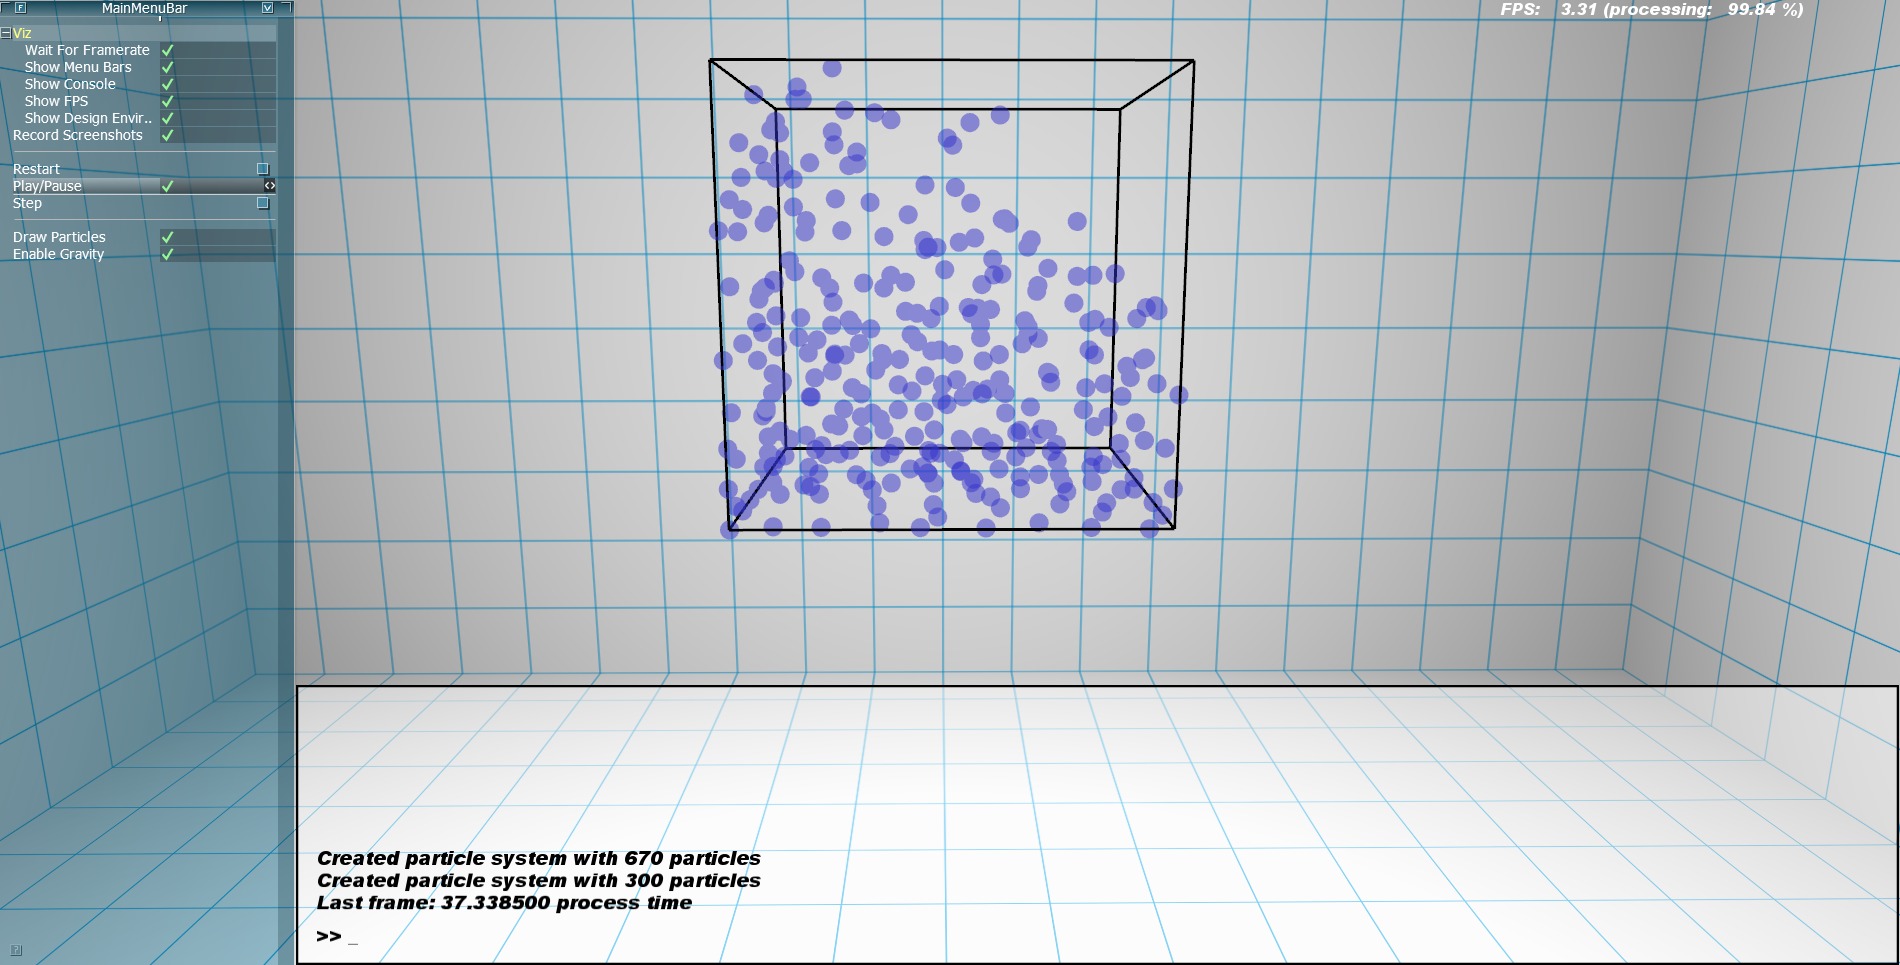 MainMenuBar
FPS: 3.31 (processing: 99.84 %)
Viz
Wait For Framerate
Show Menu Bars
Show Console
Show FPS
Show Design Envir..
Record Screenshots
Restart
Play/Pause
Step
Draw Particles
Enable Gravity
Created particle system with 670 particles
Created particle system with 300 particles
Last frame: 37.338500 process time
>> _